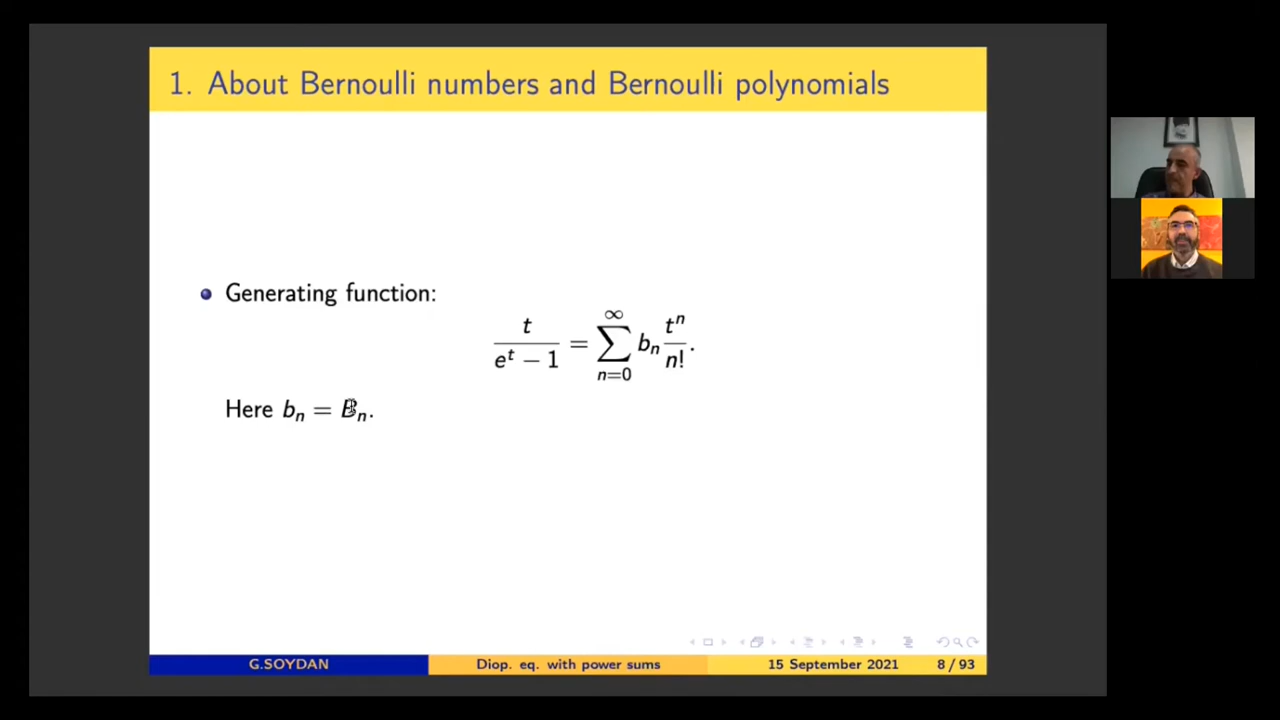 1. About Bernoulli numbers and Bernoulli polynomials
Generating function:
t / (e^t − 1) = ∑_{n=0}^{∞} b_n t^n / n!.
Here b_n = B_n.
G.SOYDAN Diop. eq. with power sums 15 September 2021 8 / 93